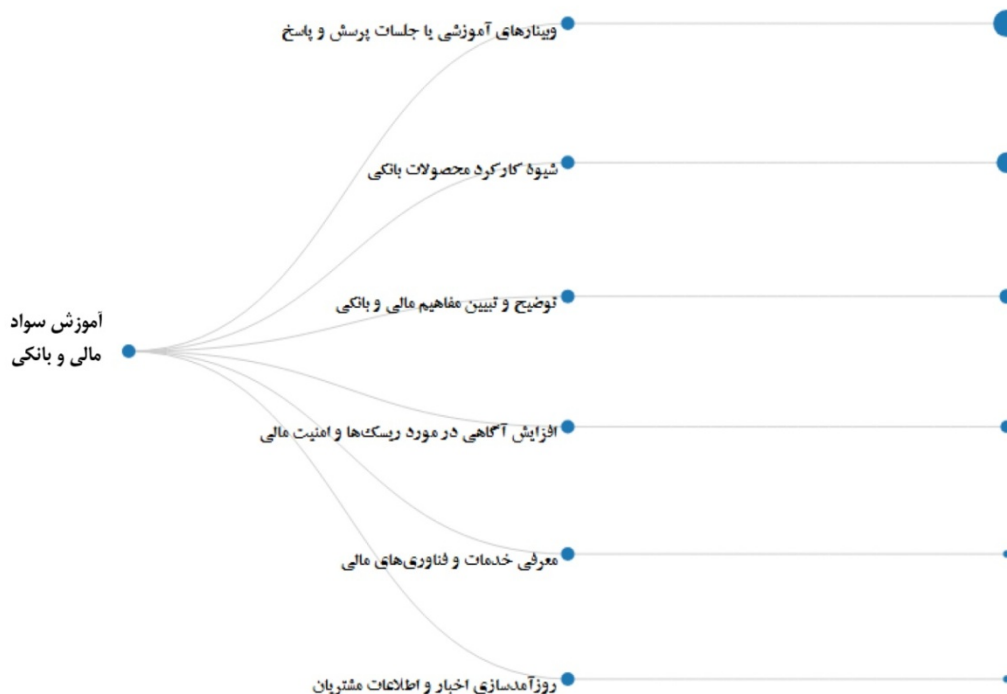 وبینارهای آموزشی یا جلسات پرسش و پاسخ
شیوهٔ کارکرد محصولات بانکی
توضیح و تبیین مفاهیم مالی و بانکی
آموزش سواد
مالی و بانکی
افزایش آگاهی در مورد ریسک‌ها و امنیت مالی
معرفی خدمات و فناوری‌های مالی
روزآمدسازی اخبار و اطلاعات مشتریان